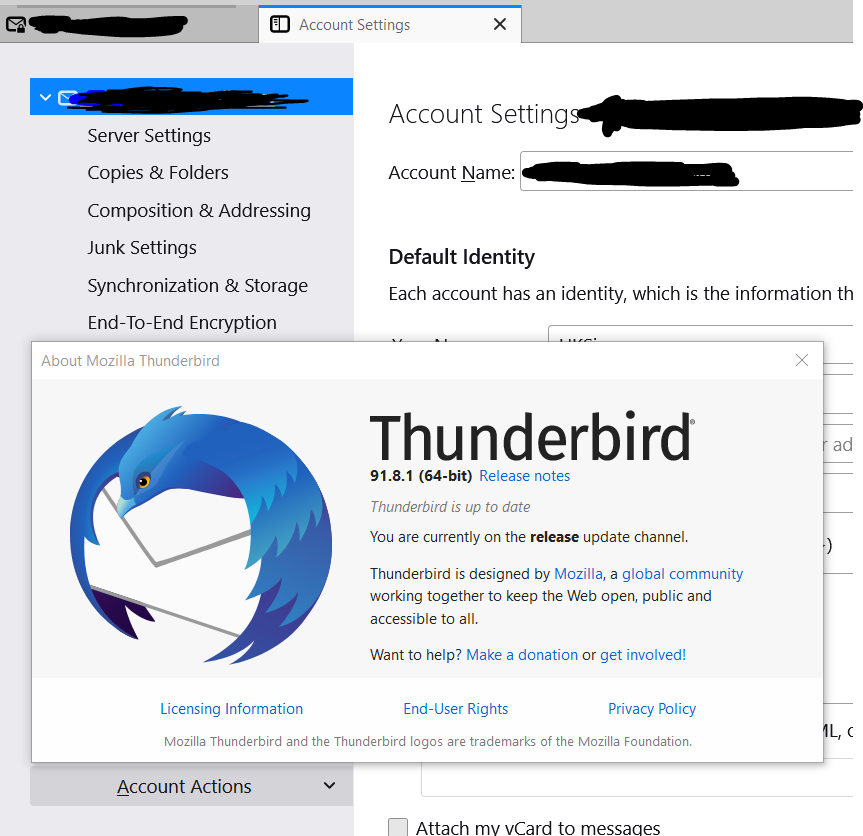 Account Settings
Account Settings
Account Name:
Server Settings
Copies & Folders
Composition & Addressing
Junk Settings
Synchronization & Storage
End-To-End Encryption
Default Identity
Each account has an identity, which is the information th
About Mozilla Thunderbird
Thunderbird®
91.8.1 (64-bit) Release notes
Thunderbird is up to date
You are currently on the release update channel.
Thunderbird is designed by Mozilla, a global community
working together to keep the Web open, public and
accessible to all.
Want to help? Make a donation or get involved!
Licensing Information End-User Rights Privacy Policy
Mozilla Thunderbird and the Thunderbird logos are trademarks of the Mozilla Foundation.
Account Actions
Attach my vCard to messages